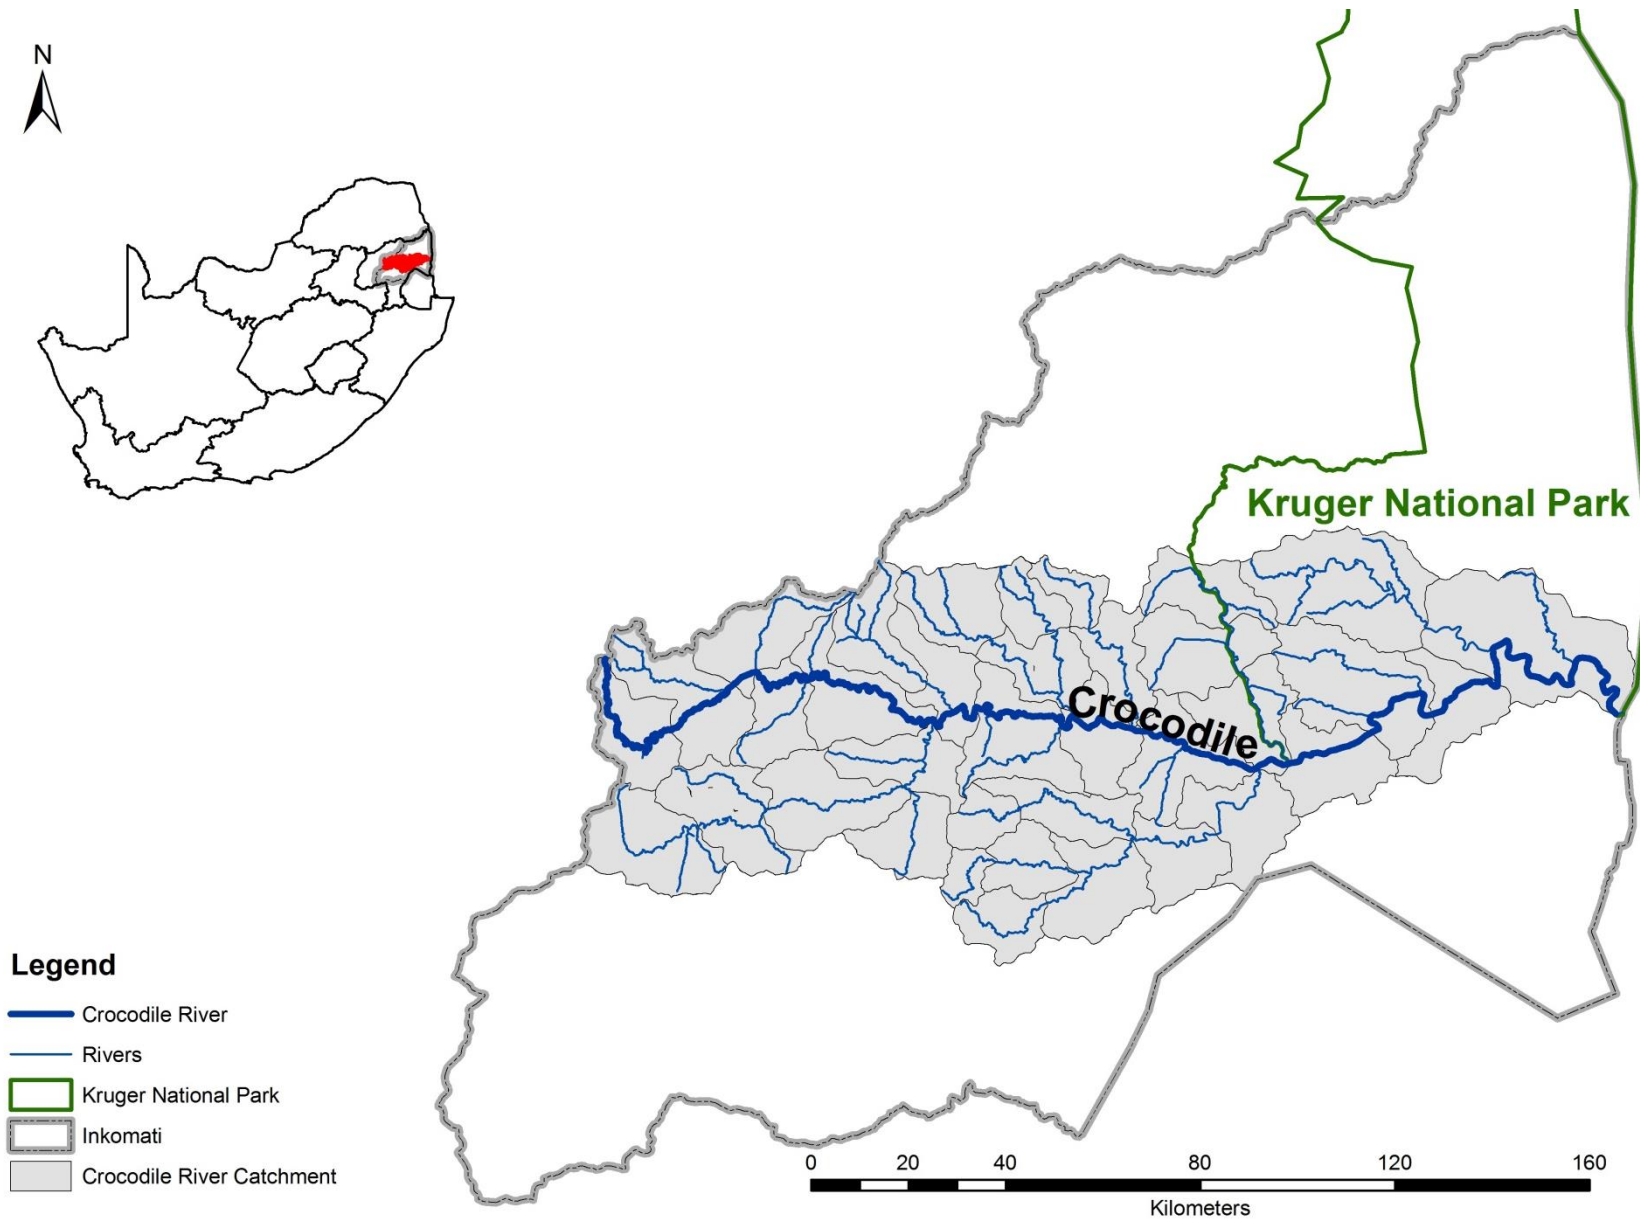 N
Kruger National Park
Crocodile
Legend
Crocodile River
Rivers
Kruger National Park
Inkomati
Crocodile River Catchment
0 20 40 80 120 160
Kilometers